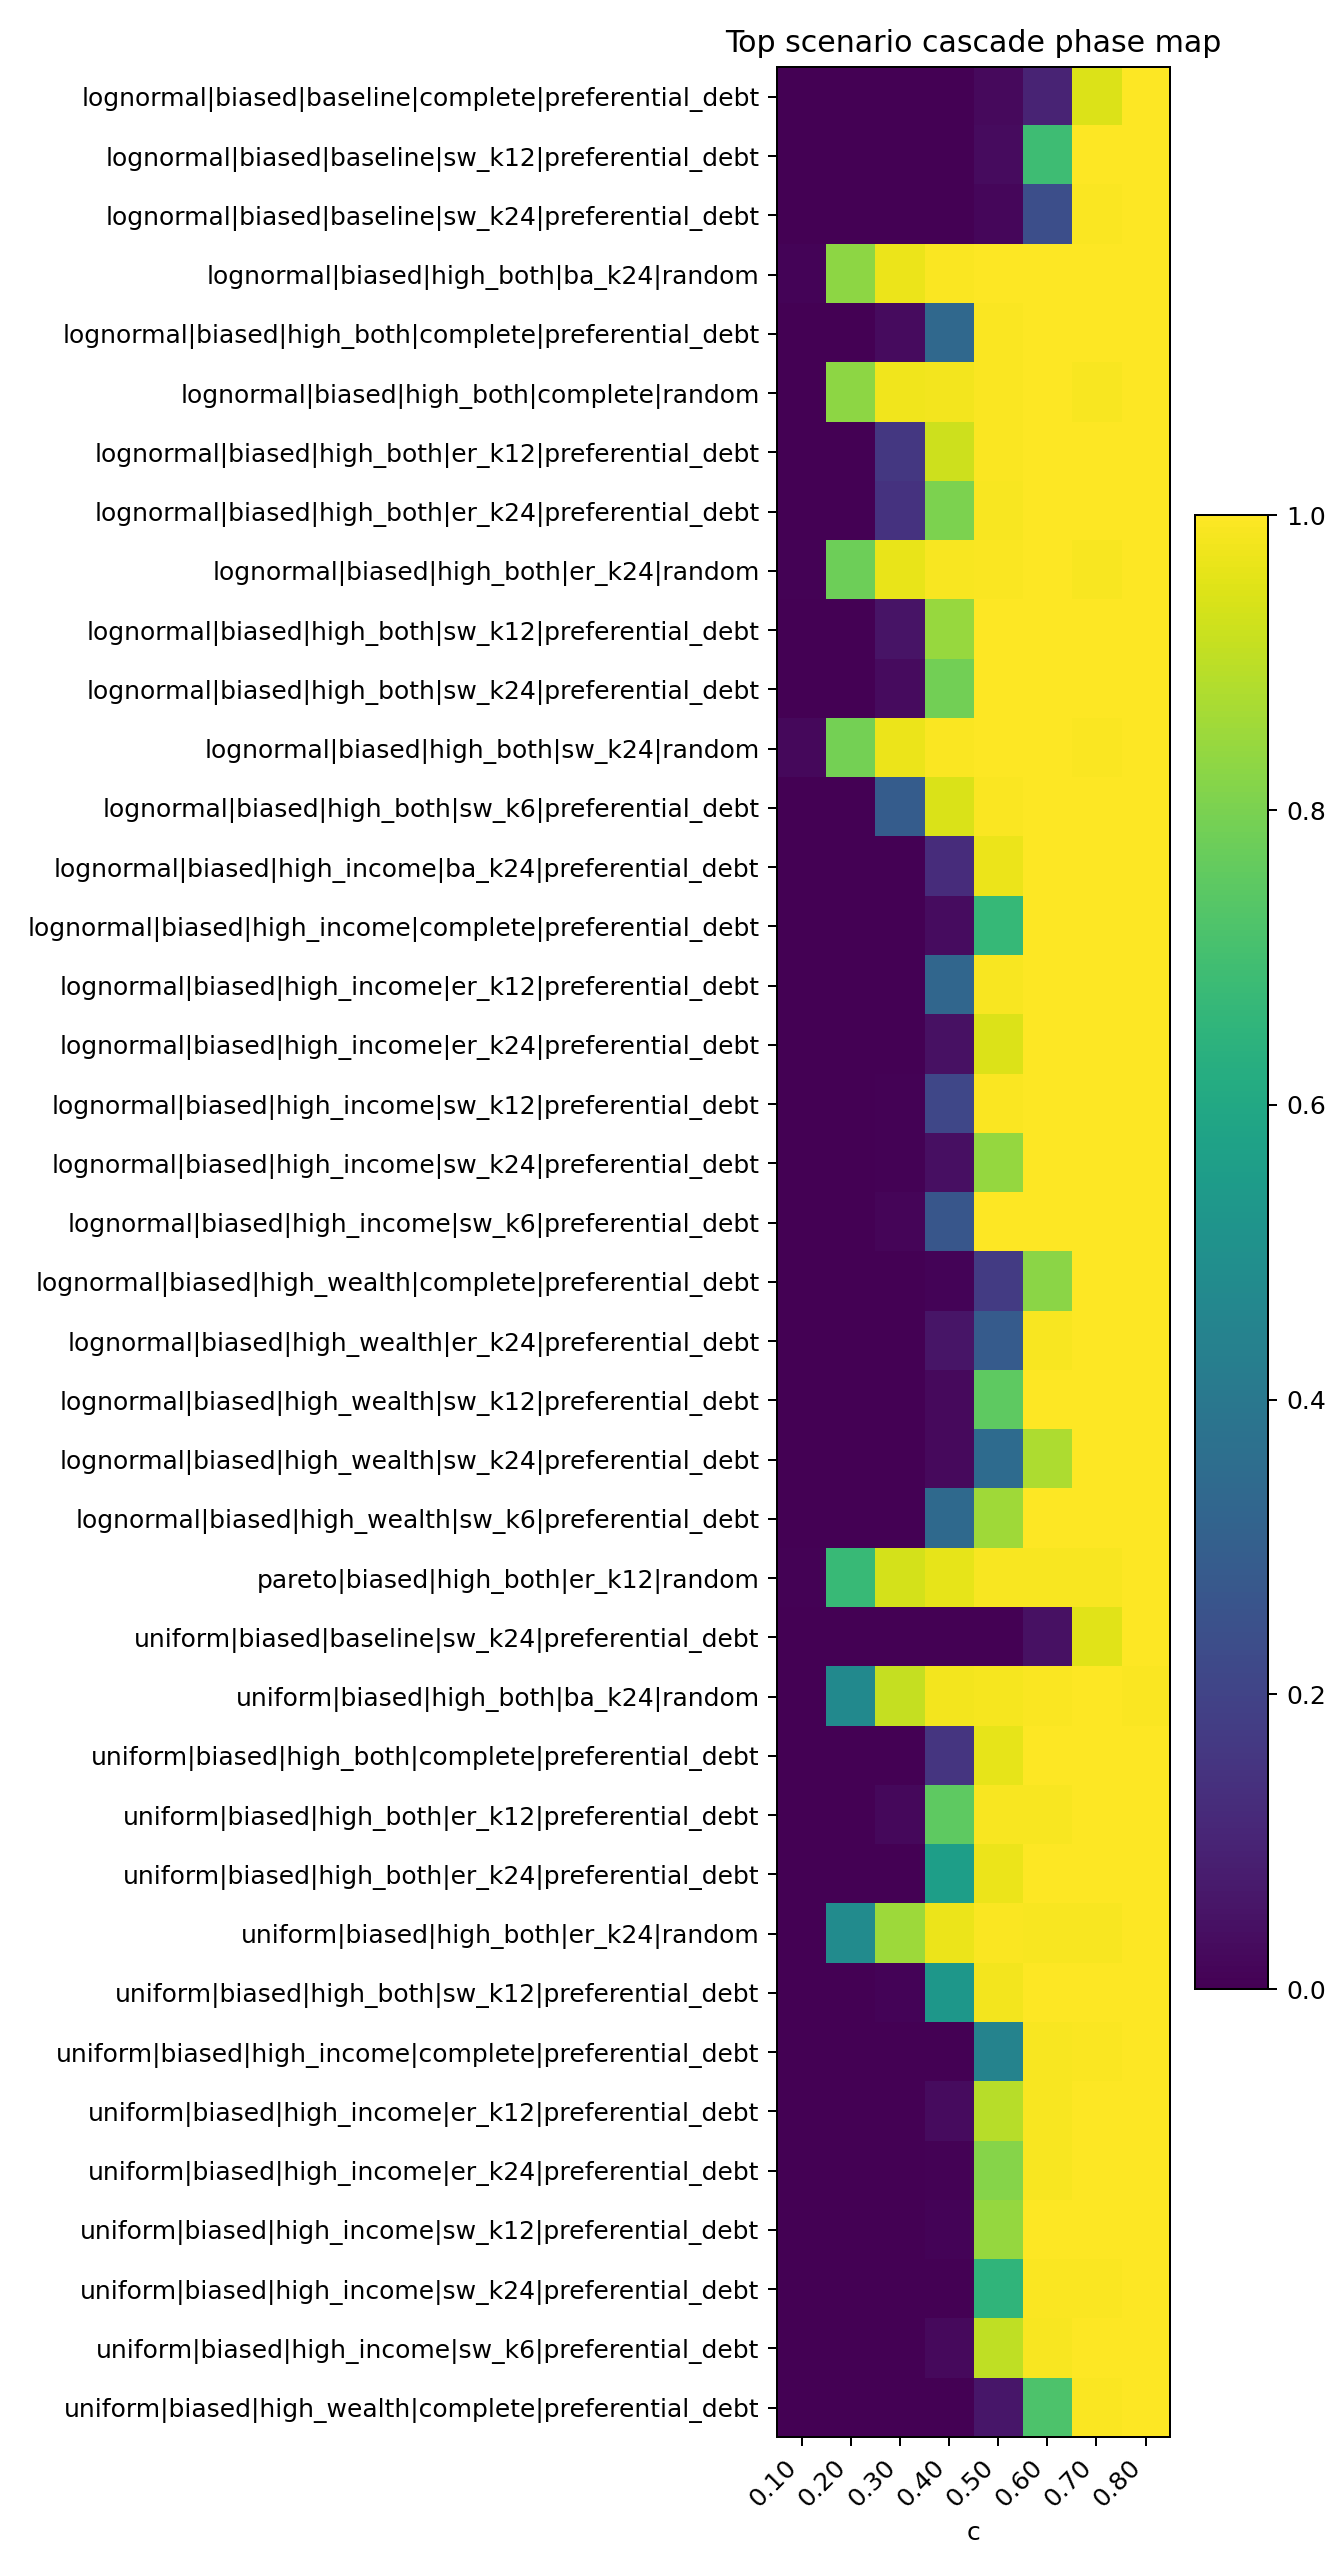 Top scenario cascade phase map
lognormal|biased|baseline|complete|preferential_debt
lognormal|biased|baseline|sw_k12|preferential_debt
lognormal|biased|baseline|sw_k24|preferential_debt
lognormal|biased|high_both|ba_k24|random
lognormal|biased|high_both|complete|preferential_debt
lognormal|biased|high_both|complete|random
lognormal|biased|high_both|er_k12|preferential_debt
lognormal|biased|high_both|er_k24|preferential_debt
lognormal|biased|high_both|er_k24|random
lognormal|biased|high_both|sw_k12|preferential_debt
lognormal|biased|high_both|sw_k24|preferential_debt
lognormal|biased|high_both|sw_k24|random
lognormal|biased|high_both|sw_k6|preferential_debt
lognormal|biased|high_income|ba_k24|preferential_debt
lognormal|biased|high_income|complete|preferential_debt
lognormal|biased|high_income|er_k12|preferential_debt
lognormal|biased|high_income|er_k24|preferential_debt
lognormal|biased|high_income|sw_k12|preferential_debt
lognormal|biased|high_income|sw_k24|preferential_debt
lognormal|biased|high_income|sw_k6|preferential_debt
lognormal|biased|high_wealth|complete|preferential_debt
lognormal|biased|high_wealth|er_k24|preferential_debt
lognormal|biased|high_wealth|sw_k12|preferential_debt
lognormal|biased|high_wealth|sw_k24|preferential_debt
lognormal|biased|high_wealth|sw_k6|preferential_debt
pareto|biased|high_both|er_k12|random
uniform|biased|baseline|sw_k24|preferential_debt
uniform|biased|high_both|ba_k24|random
uniform|biased|high_both|complete|preferential_debt
uniform|biased|high_both|er_k12|preferential_debt
uniform|biased|high_both|er_k24|preferential_debt
uniform|biased|high_both|er_k24|random
uniform|biased|high_both|sw_k12|preferential_debt
uniform|biased|high_income|complete|preferential_debt
uniform|biased|high_income|er_k12|preferential_debt
uniform|biased|high_income|er_k24|preferential_debt
uniform|biased|high_income|sw_k12|preferential_debt
uniform|biased|high_income|sw_k24|preferential_debt
uniform|biased|high_income|sw_k6|preferential_debt
uniform|biased|high_wealth|complete|preferential_debt
0.10 0.20 0.30 0.40 0.50 0.60 0.70 0.80
c
1.0
0.8
0.6
0.4
0.2
0.0